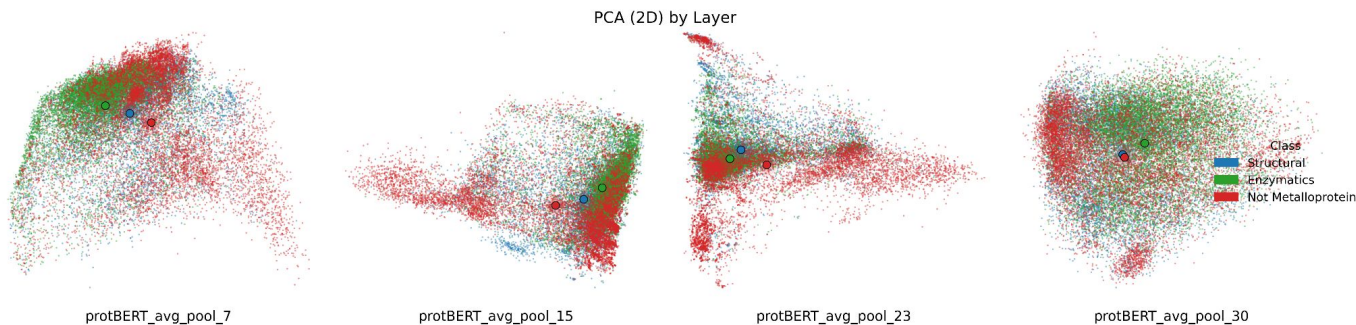 PCA (2D) by Layer
Class
Structural
Enzymatics
Not Metalloprotein
protBERT_avg_pool_7
protBERT_avg_pool_15
protBERT_avg_pool_23
protBERT_avg_pool_30